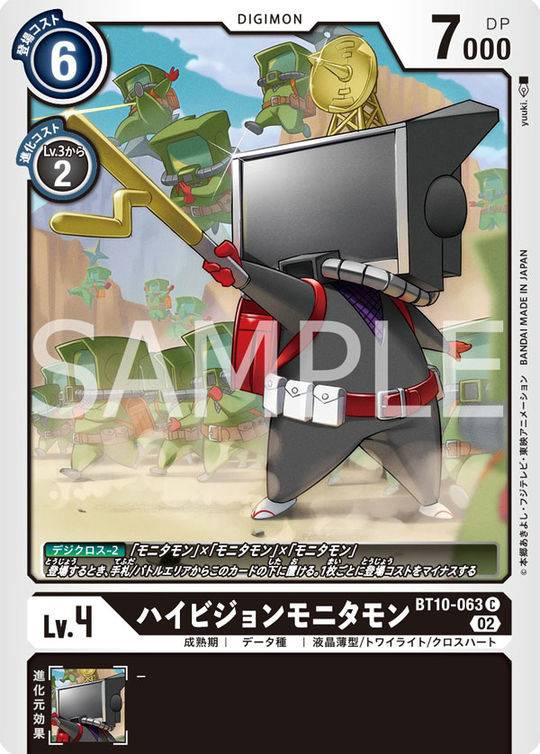 登場コスト
6
DIGIMON
7000
DP
進化コスト
Lv.3から
2
yuuki.
SAMPLE
© 本郷あきよし・フジテレビ・東映アニメーション BANDAI MADE IN JAPAN
デジクロス-2 「モニタモン」×「モニタモン」×「モニタモン」
登場するとき、手札/バトルエリアからこのカードの下に置ける。1枚ごとに登場コストをマイナスする
Lv.4
ハイビジョンモニタモン
BT10-063 C
成熟期 | データ種 | 液晶薄型/トワイライト/クロスハート
02
進化元効果
-